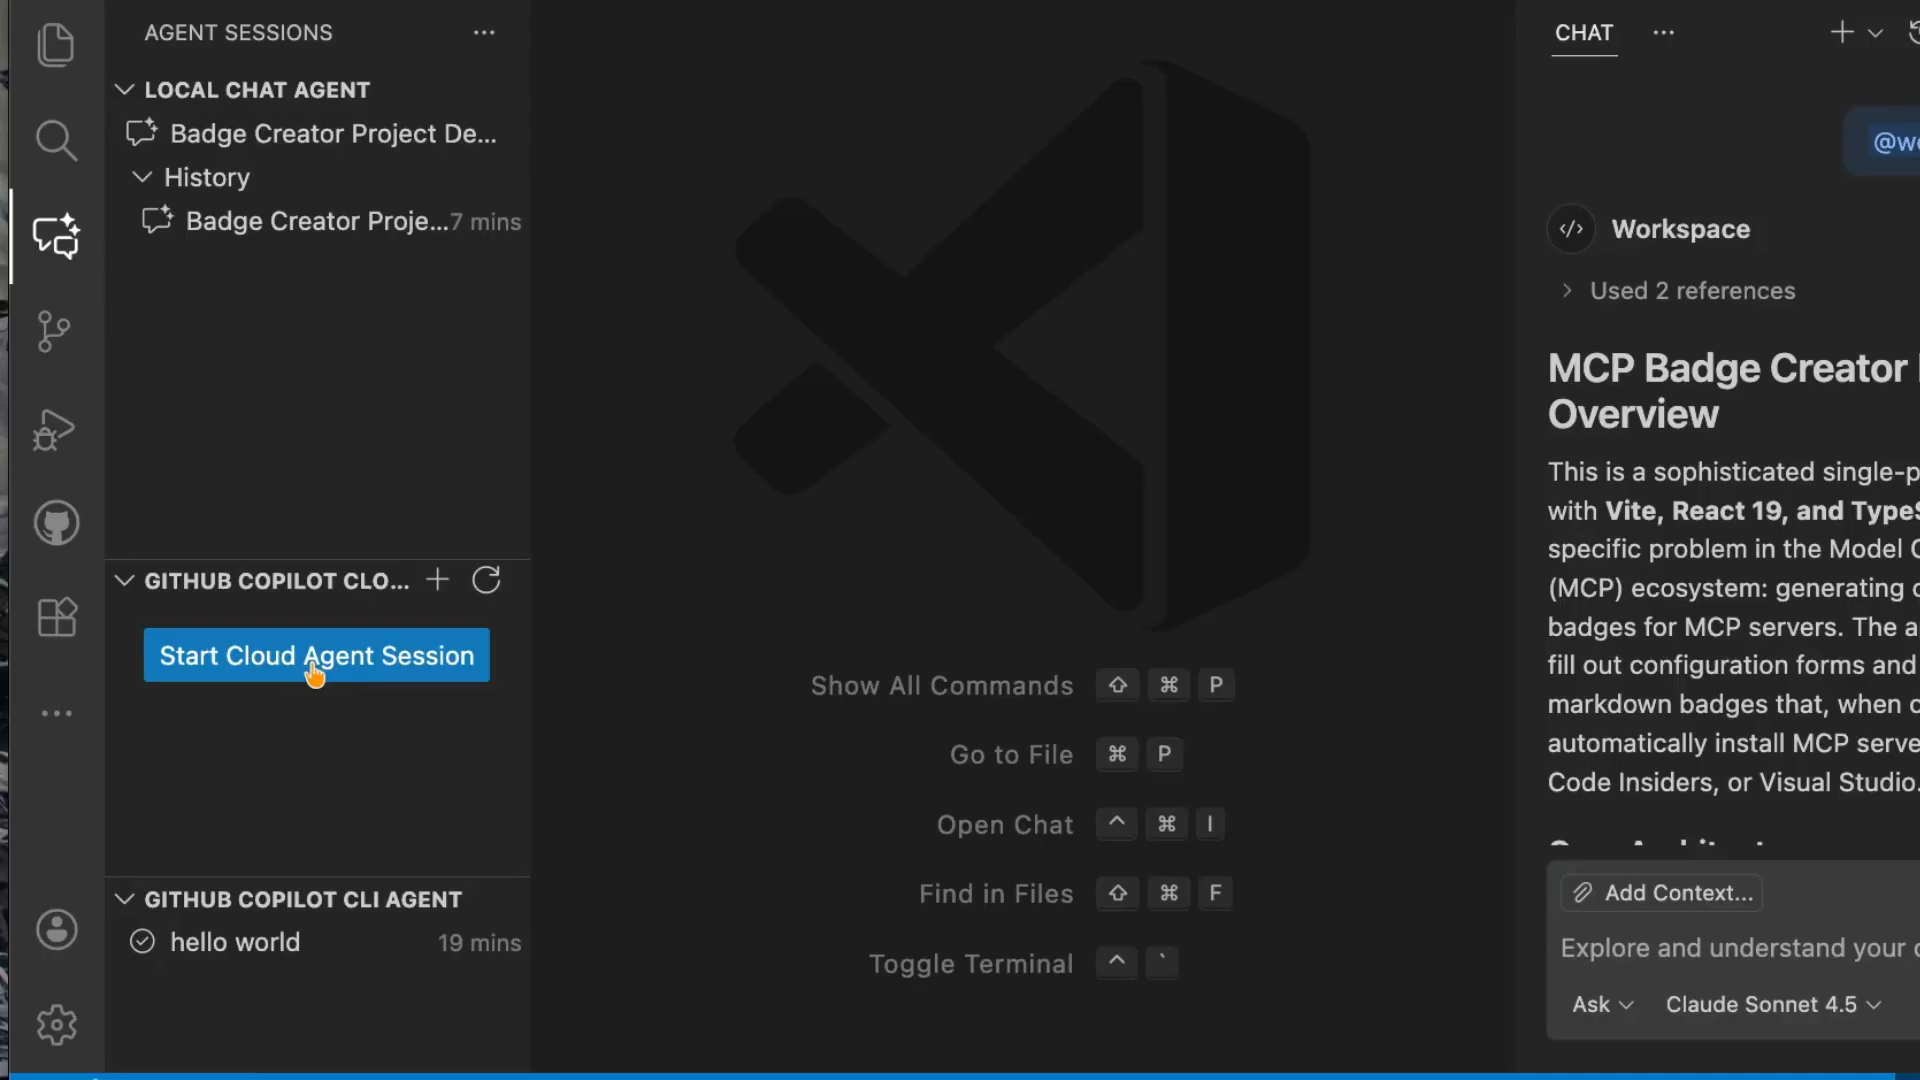 AGENT SESSIONS
LOCAL CHAT AGENT
Badge Creator Project De...
History
Badge Creator Proje... 7 mins
GITHUB COPILOT CLO...
Start Cloud Agent Session
GITHUB COPILOT CLI AGENT
hello world 19 mins
Show All Commands ⇧ ⌘ P
Go to File ⌘ P
Open Chat ^ ⌘ I
Find in Files ⇧ ⌘ F
Toggle Terminal ^ `
CHAT
Workspace
Used 2 references
MCP Badge Creator
Overview
This is a sophisticated
with Vite, React 19, and
specific problem in the Model
(MCP) ecosystem: generating
badges for MCP servers. The
fill out configuration forms and
markdown badges that, when
automatically install MCP
Code Insiders, or Visual Studio.
Add Context...
Explore and understand your
Ask Claude Sonnet 4.5